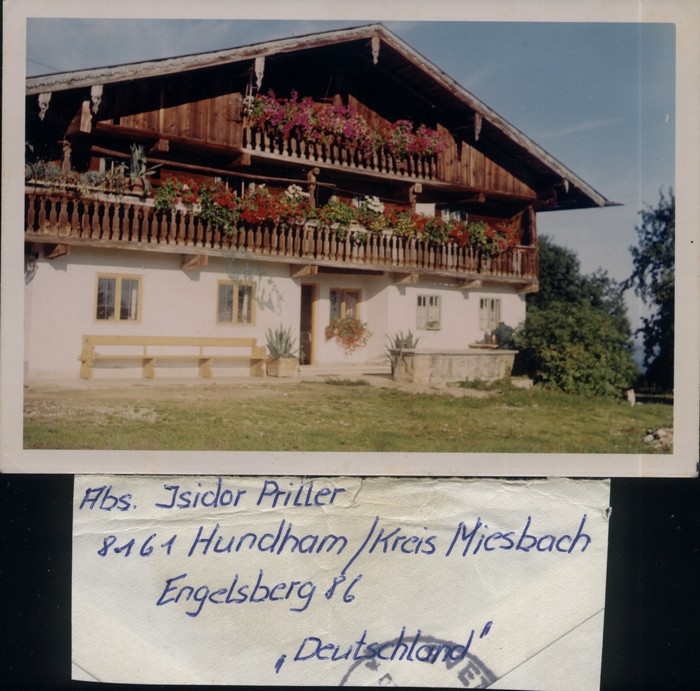 Abs. Isidor Priller
8161 Hundham/Kreis Miesbach
Engelsberg 86
„Deutschland"